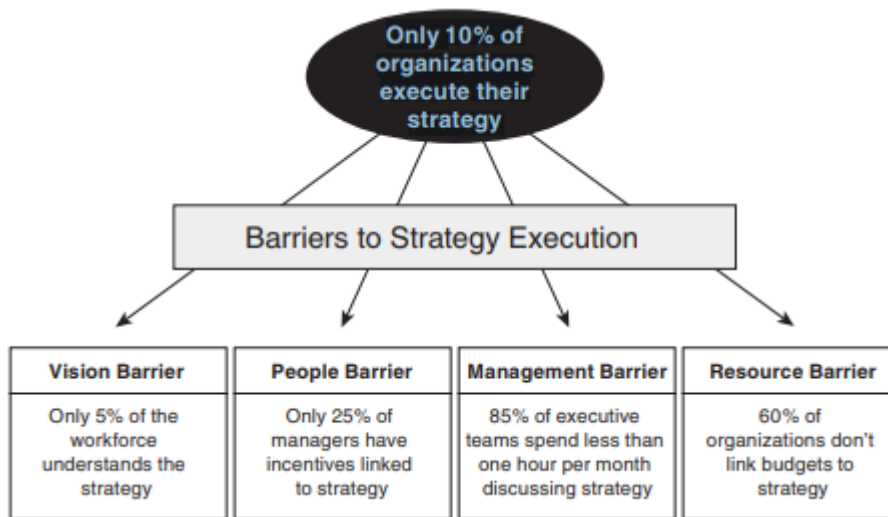 Only 10% of
organizations
execute their
strategy
Barriers to Strategy Execution
Vision Barrier
Only 5% of the
workforce
understands the
strategy
People Barrier
Only 25% of
managers have
incentives linked
to strategy
Management Barrier
85% of executive
teams spend less than
one hour per month
discussing strategy
Resource Barrier
60% of
organizations don't
link budgets to
strategy